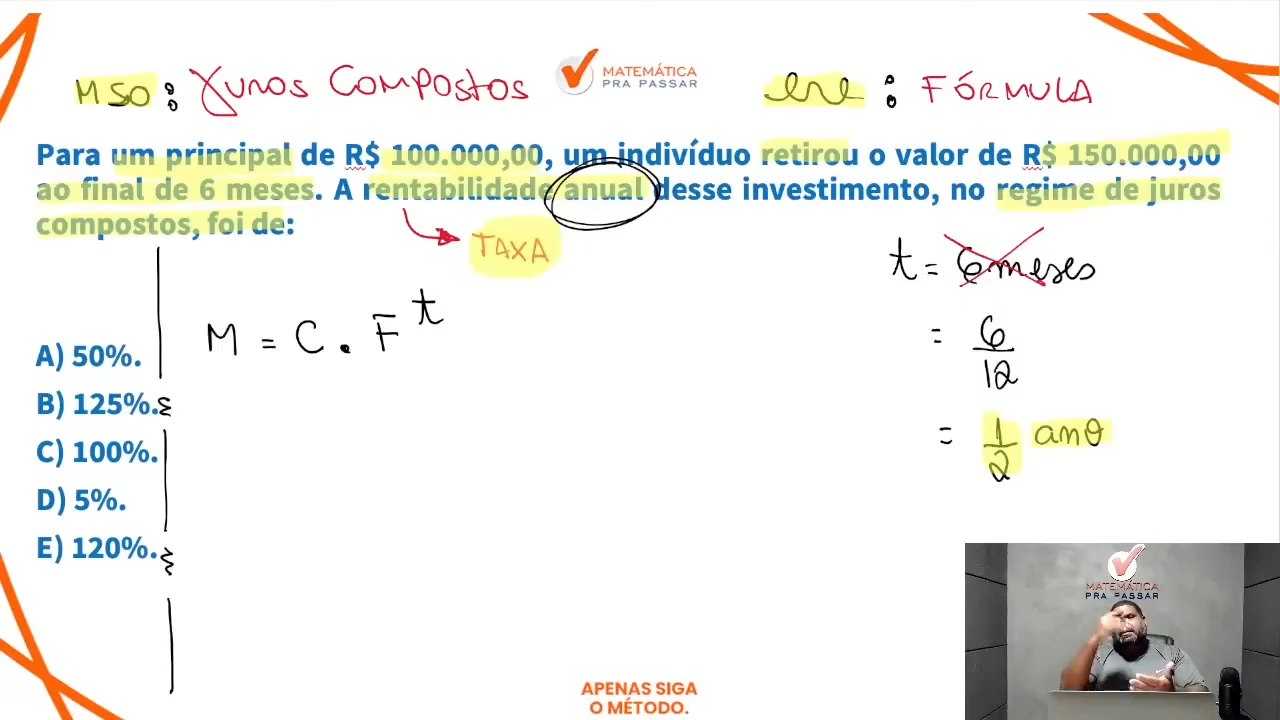 MSO: Juros Compostos
MATEMÁTICA
PRA PASSAR
: FÓRMULA
Para um principal de R$ 100.000,00, um indivíduo retirou o valor de R$ 150.000,00
ao final de 6 meses. A rentabilidade anual desse investimento, no regime de juros
compostos, foi de:
TAXA
t = 6 meses
M = C . F^t
= 6/12
A) 50%.
B) 125%.
= 1/2 ano
C) 100%.
D) 5%.
E) 120%.
MATEMÁTICA
PRA PASSAR
APENAS SIGA
O MÉTODO.